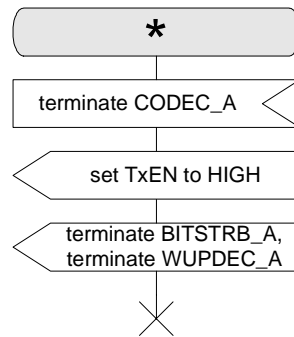 *
terminate CODEC_A
set TxEN to HIGH
terminate BITSTRB_A,
terminate WUPDEC_A